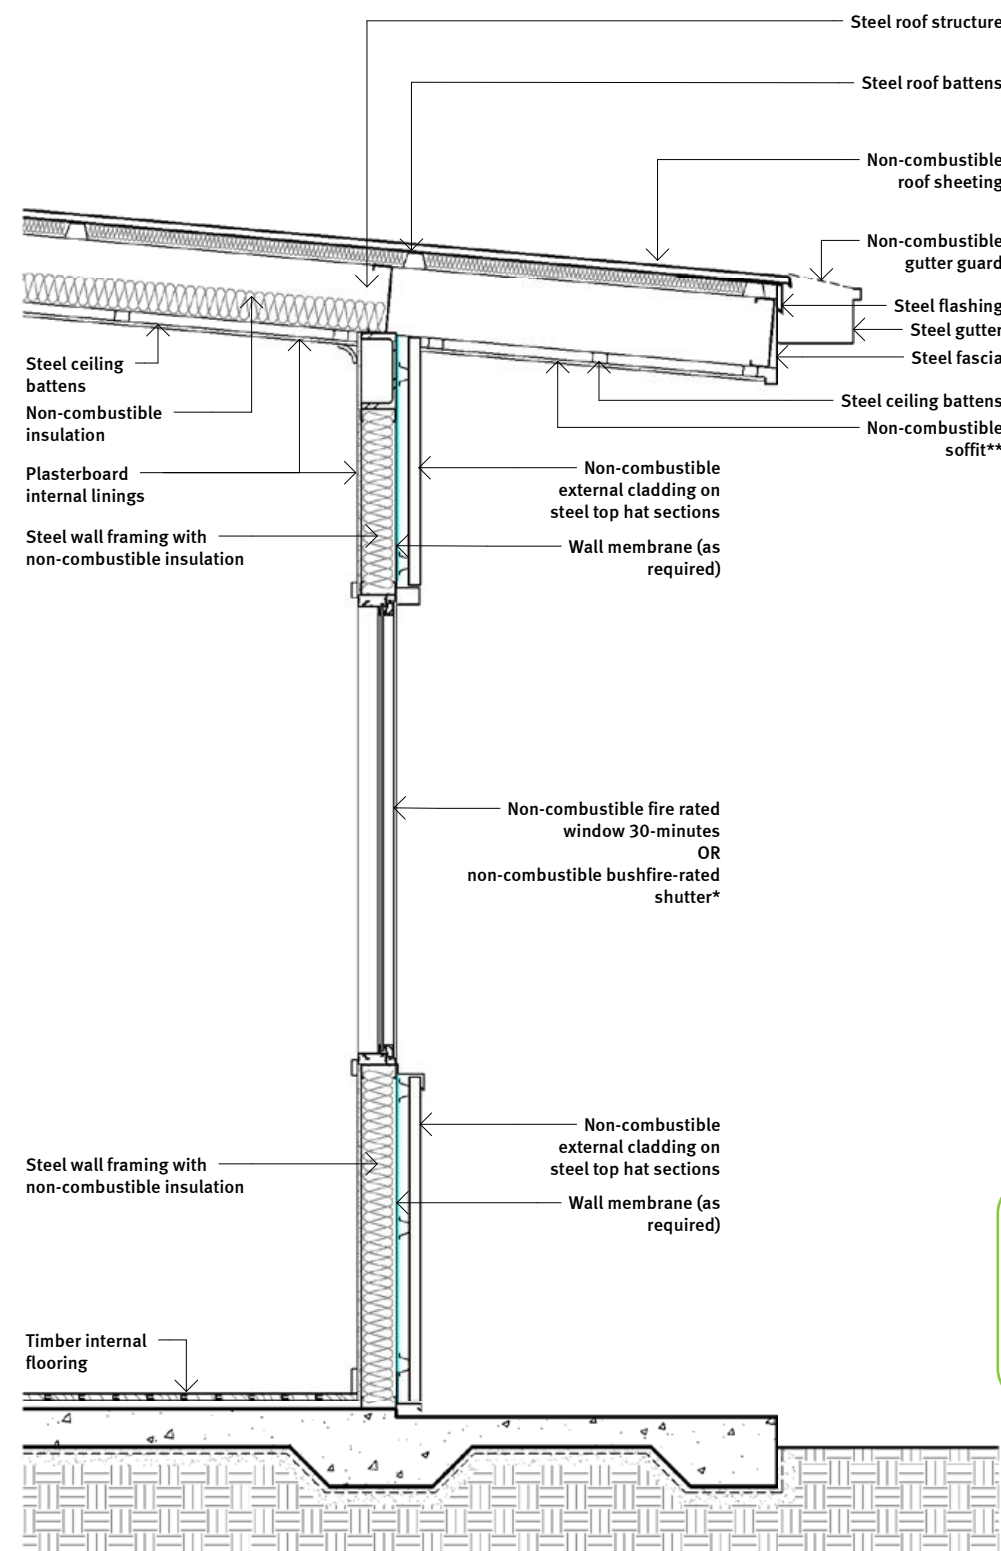 Steel roof structure
Steel roof battens
Non-combustible
roof sheeting
Non-combustible
gutter guard
Steel flashing
Steel gutter
Steel fascia
Steel ceiling battens
Non-combustible
soffit**
Steel ceiling
battens
Non-combustible
insulation
Plasterboard
internal linings
Steel wall framing with
non-combustible insulation
Non-combustible
external cladding on
steel top hat sections
Wall membrane (as
required)
Non-combustible fire rated
window 30-minutes
OR
non-combustible bushfire-rated
shutter*
Non-combustible
external cladding on
steel top hat sections
Steel wall framing with
non-combustible insulation
Wall membrane (as
required)
Timber internal
flooring